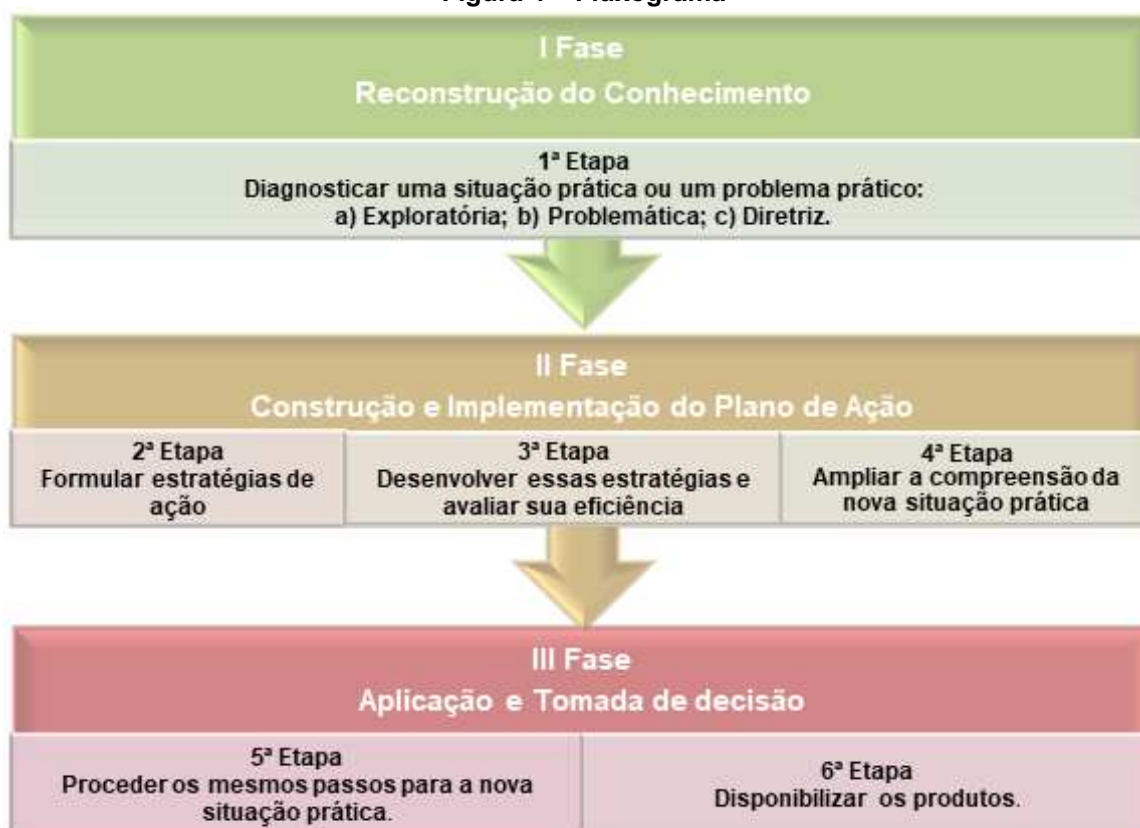 Figura – Fluxograma
I Fase
Reconstrução do Conhecimento
1ª Etapa
Diagnosticar uma situação prática ou um problema prático:
a) Exploratória; b) Problemática; c) Diretriz.
II Fase
Construção e Implementação do Plano de Ação
2ª Etapa
Formular estratégias de
ação
3ª Etapa
Desenvolver essas estratégias e
avaliar sua eficiência
4ª Etapa
Ampliar a compreensão da
nova situação prática
III Fase
Aplicação e Tomada de decisão
5ª Etapa
Proceder os mesmos passos para a nova
situação prática.
6ª Etapa
Disponibilizar os produtos.